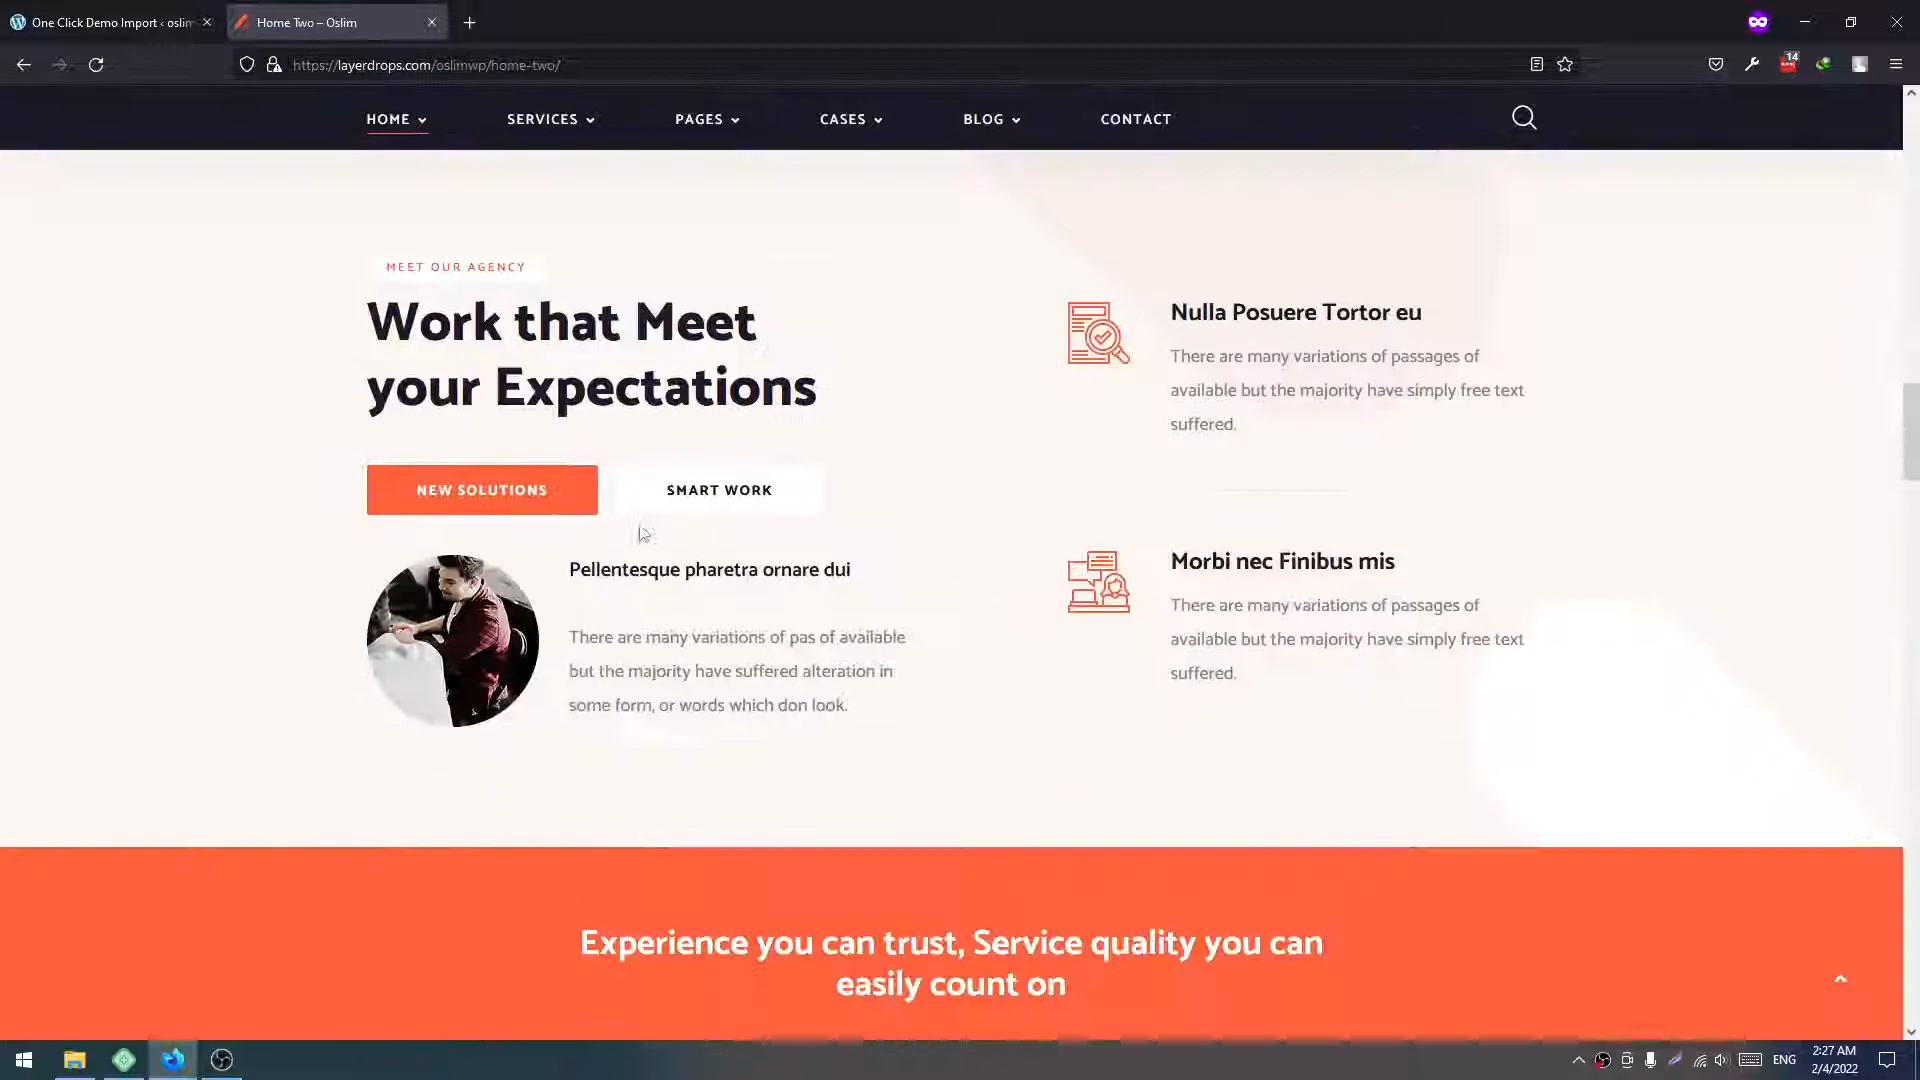 One Click Demo Import ‹ oslim
Home Two – Oslim
https://layerdrops.com/oslimwp/home-two/
14
HOME
SERVICES
PAGES
CASES
BLOG
CONTACT
MEET OUR AGENCY
Work that Meet
your Expectations
NEW SOLUTIONS
SMART WORK
Pellentesque pharetra ornare dui
There are many variations of pas of available
but the majority have suffered alteration in
some form, or words which don look.
Nulla Posuere Tortor eu
There are many variations of passages of
available but the majority have simply free text
suffered.
Morbi nec Finibus mis
There are many variations of passages of
available but the majority have simply free text
suffered.
Experience you can trust, Service quality you can
easily count on
ENG
2:27 AM
2/4/2022